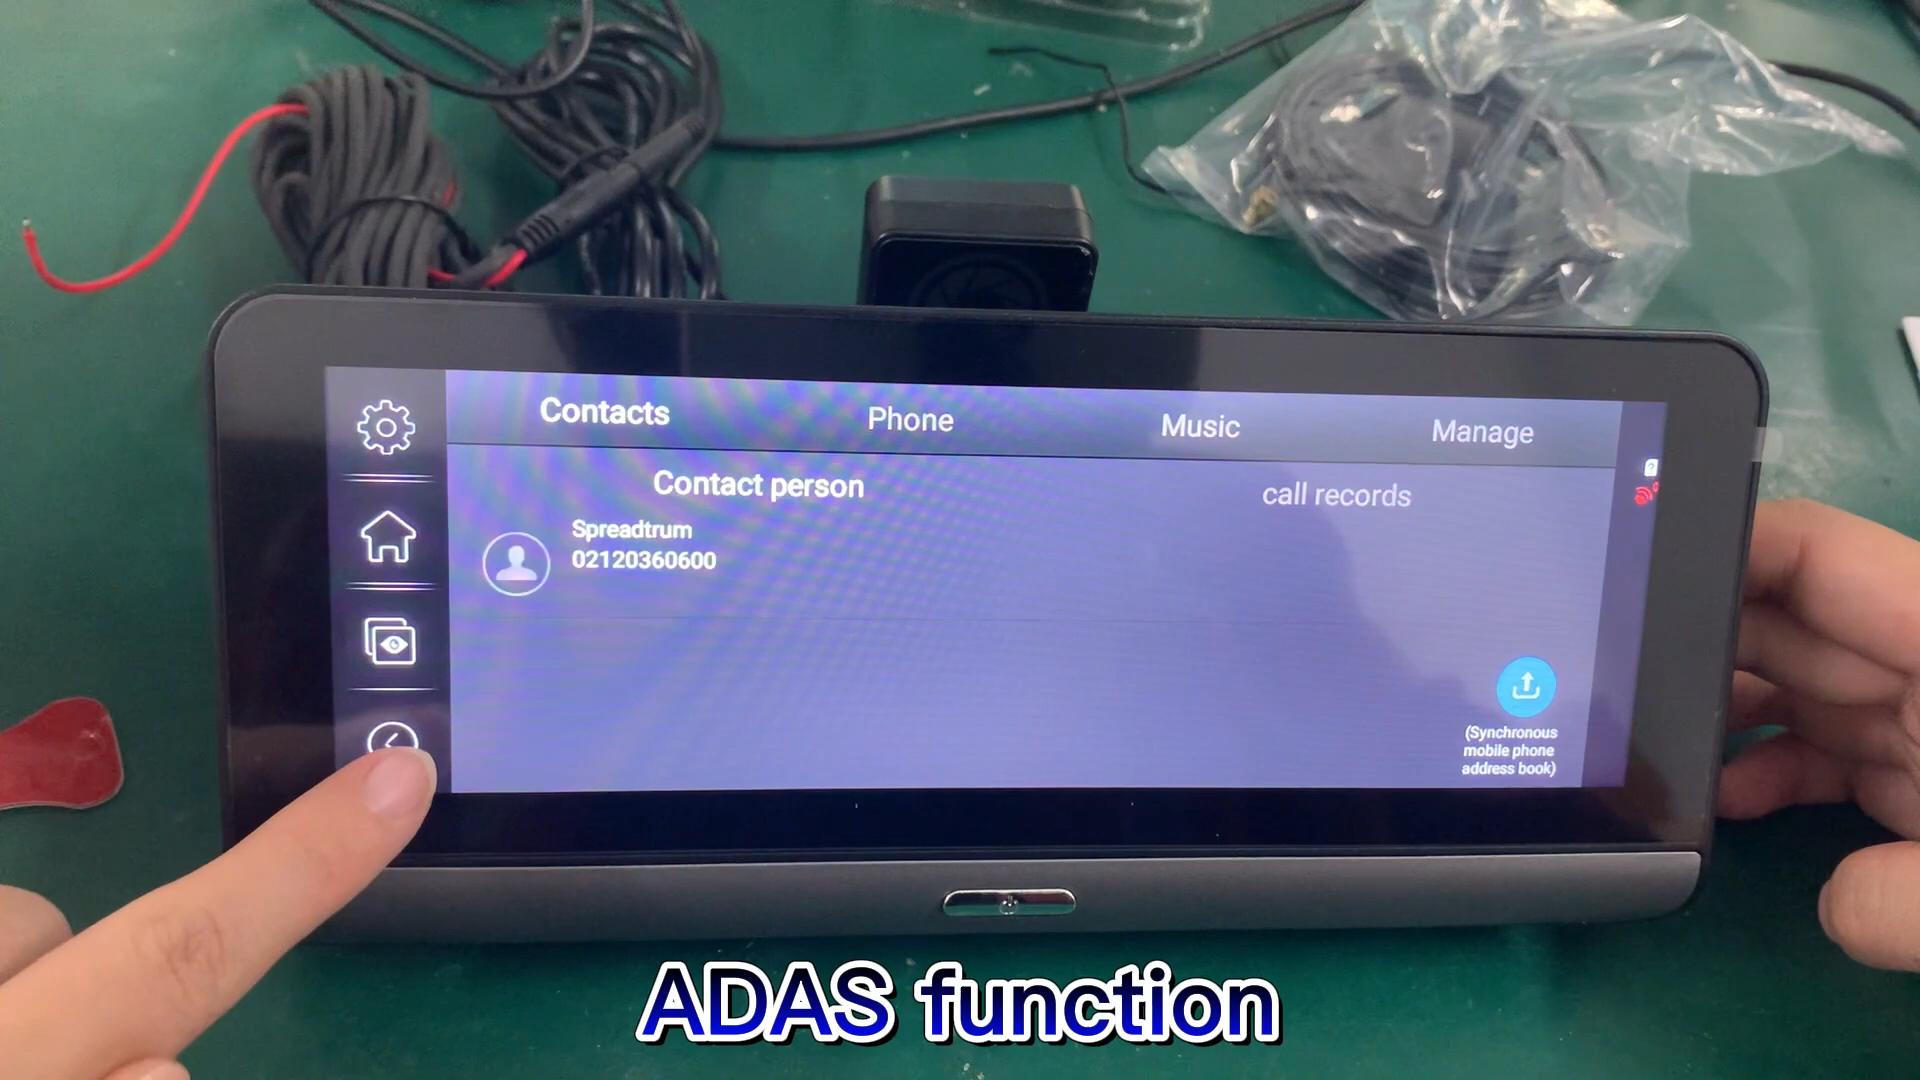 Contacts
Phone
Music
Manage
Contact person
call records
Spreadtrum
02120360600
(Synchronous
mobile phone
address book)
ADAS function